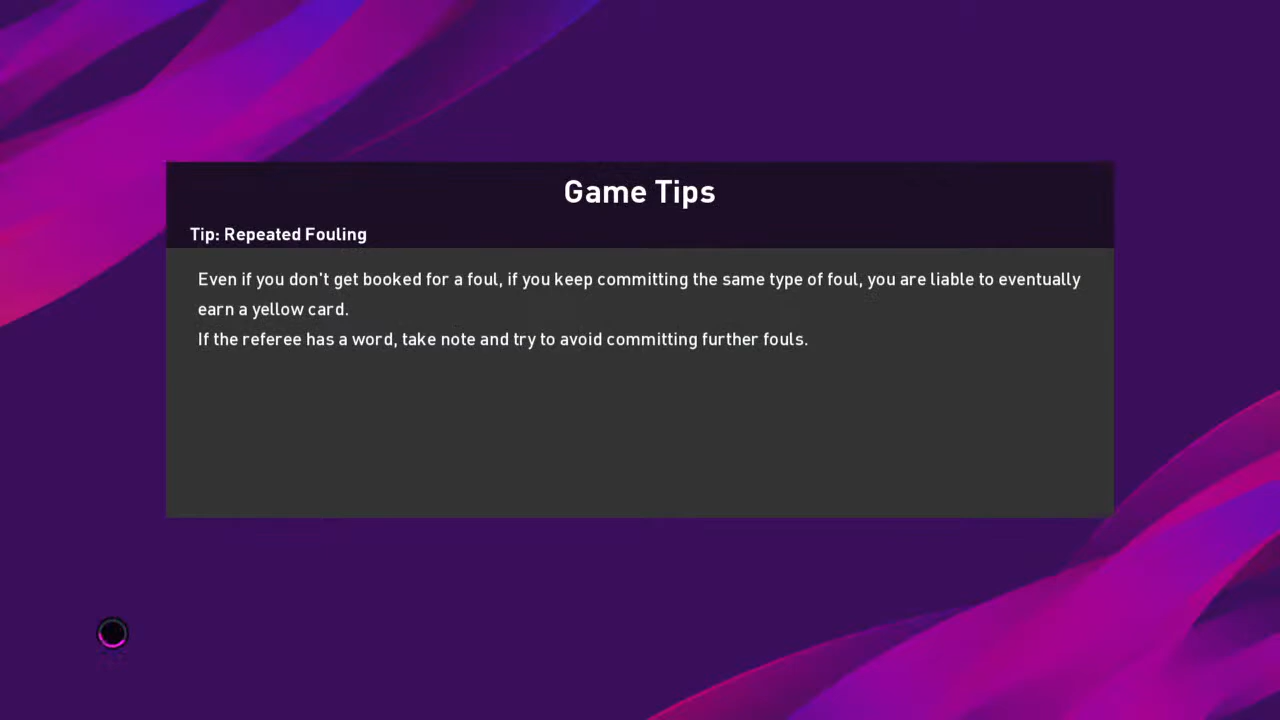 Game Tips
Tip: Repeated Fouling
Even if you don't get booked for a foul, if you keep committing the same type of foul, you are liable to eventually
earn a yellow card.
If the referee has a word, take note and try to avoid committing further fouls.